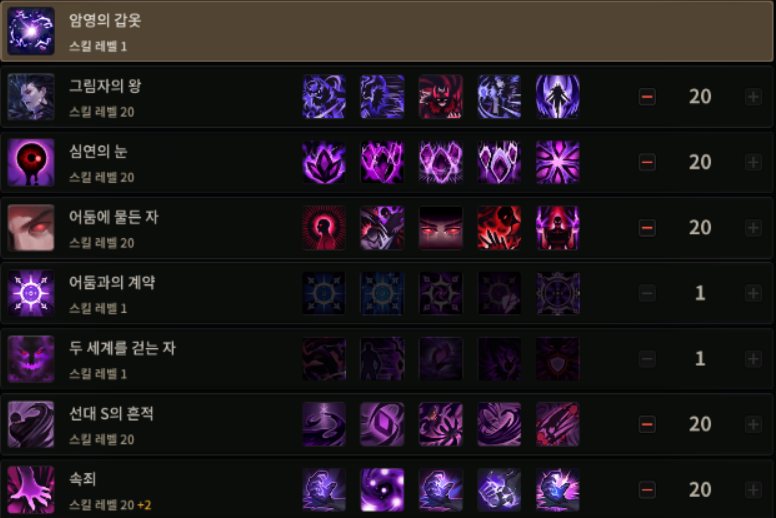 암영의 갑옷
스킬 레벨 1
그림자의 왕
스킬 레벨 20
20
심연의 눈
스킬 레벨 20
20
어둠에 물든 자
스킬 레벨 20
20
어둠과의 계약
스킬 레벨 1
1
두 세계를 걷는 자
스킬 레벨 1
1
선대 S의 흔적
스킬 레벨 20
20
속죄
스킬 레벨 20 +2
20